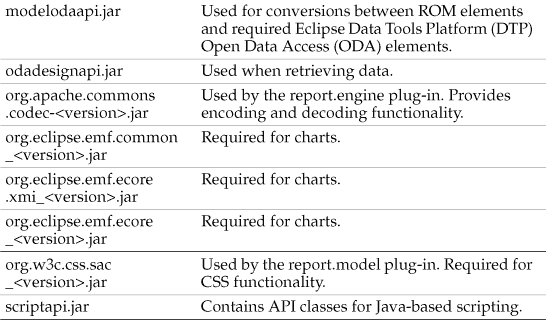 modelodaapi.jar Used for conversions between ROM elements
and required Eclipse Data Tools Platform (DTP)
Open Data Access (ODA) elements.
odadesignapi.jar Used when retrieving data.
org.apache.commons Used by the report.engine plug-in. Provides
.codec-<version>.jar encoding and decoding functionality.
org.eclipse.emf.common Required for charts.
_<version>.jar
org.eclipse.emf.ecore Required for charts.
.xmi_<version>.jar
org.eclipse.emf.ecore Required for charts.
_<version>.jar
org.w3c.css.sac Used by the report.model plug-in. Required for
_<version>.jar CSS functionality.
scriptapi.jar Contains API classes for Java-based scripting.